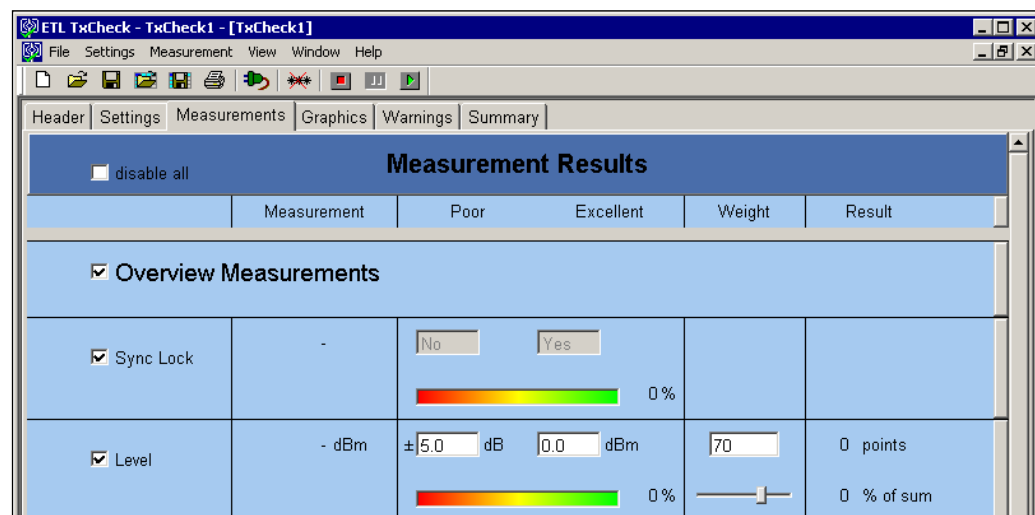 ETL TxCheck - TxCheck1 - [TxCheck1]
File Settings Measurement View Window Help
Header Settings Measurements Graphics Warnings Summary
disable all Measurement Results
Measurement Poor Excellent Weight Result
Overview Measurements
Sync Lock - No Yes
0 %
Level - dBm ± 5.0 dB 0.0 dBm 70 0 points
0 % 0 % of sum